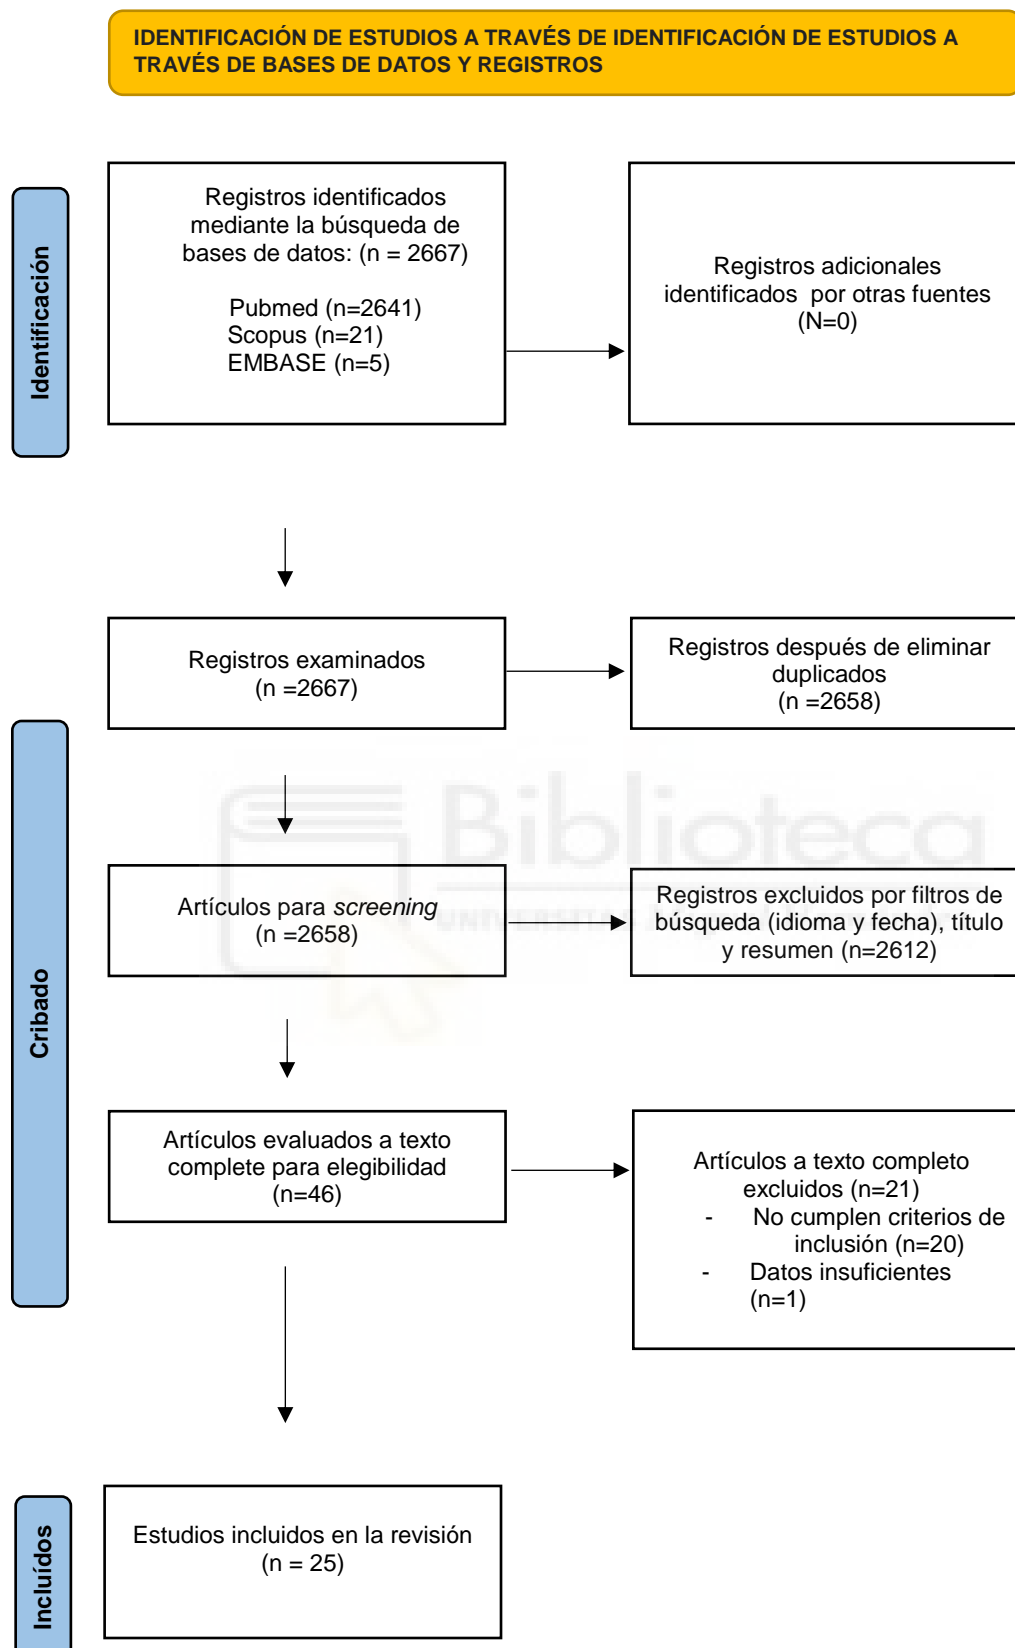 IDENTIFICACIÓN DE ESTUDIOS A TRAVÉS DE IDENTIFICACIÓN DE ESTUDIOS A
TRAVÉS DE BASES DE DATOS Y REGISTROS
Identificación
Registros identificados
mediante la búsqueda de
bases de datos: (n = 2667)
Pubmed (n=2641)
Scopus (n=21)
EMBASE (n=5)
Registros adicionales
identificados por otras fuentes
(N=0)
Cribado
Registros examinados
(n =2667)
Registros después de eliminar
duplicados
(n =2658)
Biblioteca
UNIVERSITAS
Artículos para screening
(n =2658)
Registros excluidos por filtros de
búsqueda (idioma y fecha), título
y resumen (n=2612)
Artículos evaluados a texto
complete para elegibilidad
(n=46)
Artículos a texto completo
excluidos (n=21)
- No cumplen criterios de
inclusión (n=20)
- Datos insuficientes
(n=1)
Incluídos
Estudios incluidos en la revisión
(n = 25)